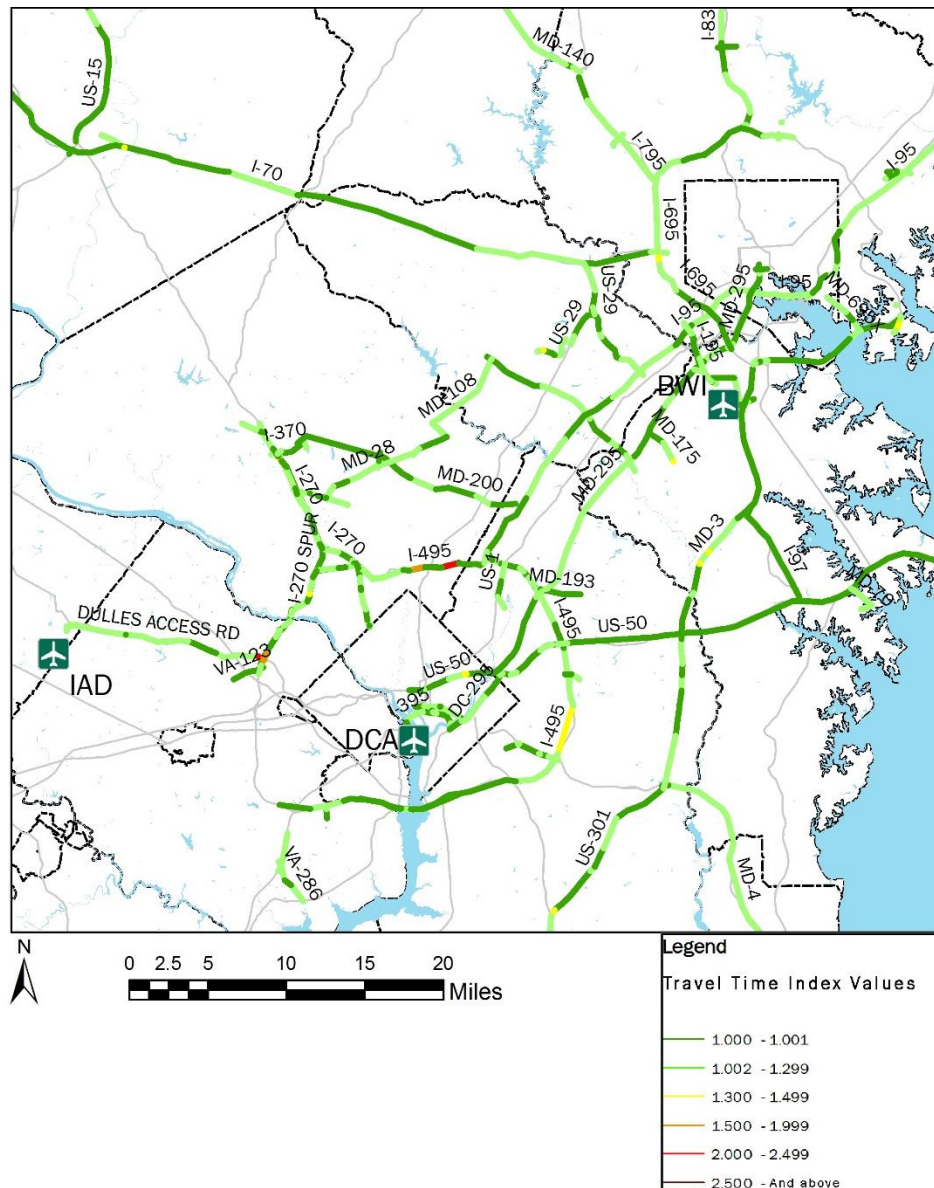 MD-140
I-83
US-15
I-795
I-95
I-70
I-695
US-29
I-695
MD-295
I-95
MD-695X
US-29
I-95
I-195
BWI
MD-108
I-370
MD-28
MD-175
MD-295
I-270
MD-200
MD-3
I-270 SPUR
I-270
I-495
US-1
I-97
MD-193
I-495
DULLES ACCESS RD
US-50
VA-123
IAD
US-50
395
DC-295
DCA
I-495
US-301
VA-286
MD-4
N
0 2.5 5 10 15 20
Miles
Legend
Travel Time Index Values
1.000 - 1.001
1.002 - 1.299
1.300 - 1.499
1.500 - 1.999
2.000 - 2.499
2.500 - And above